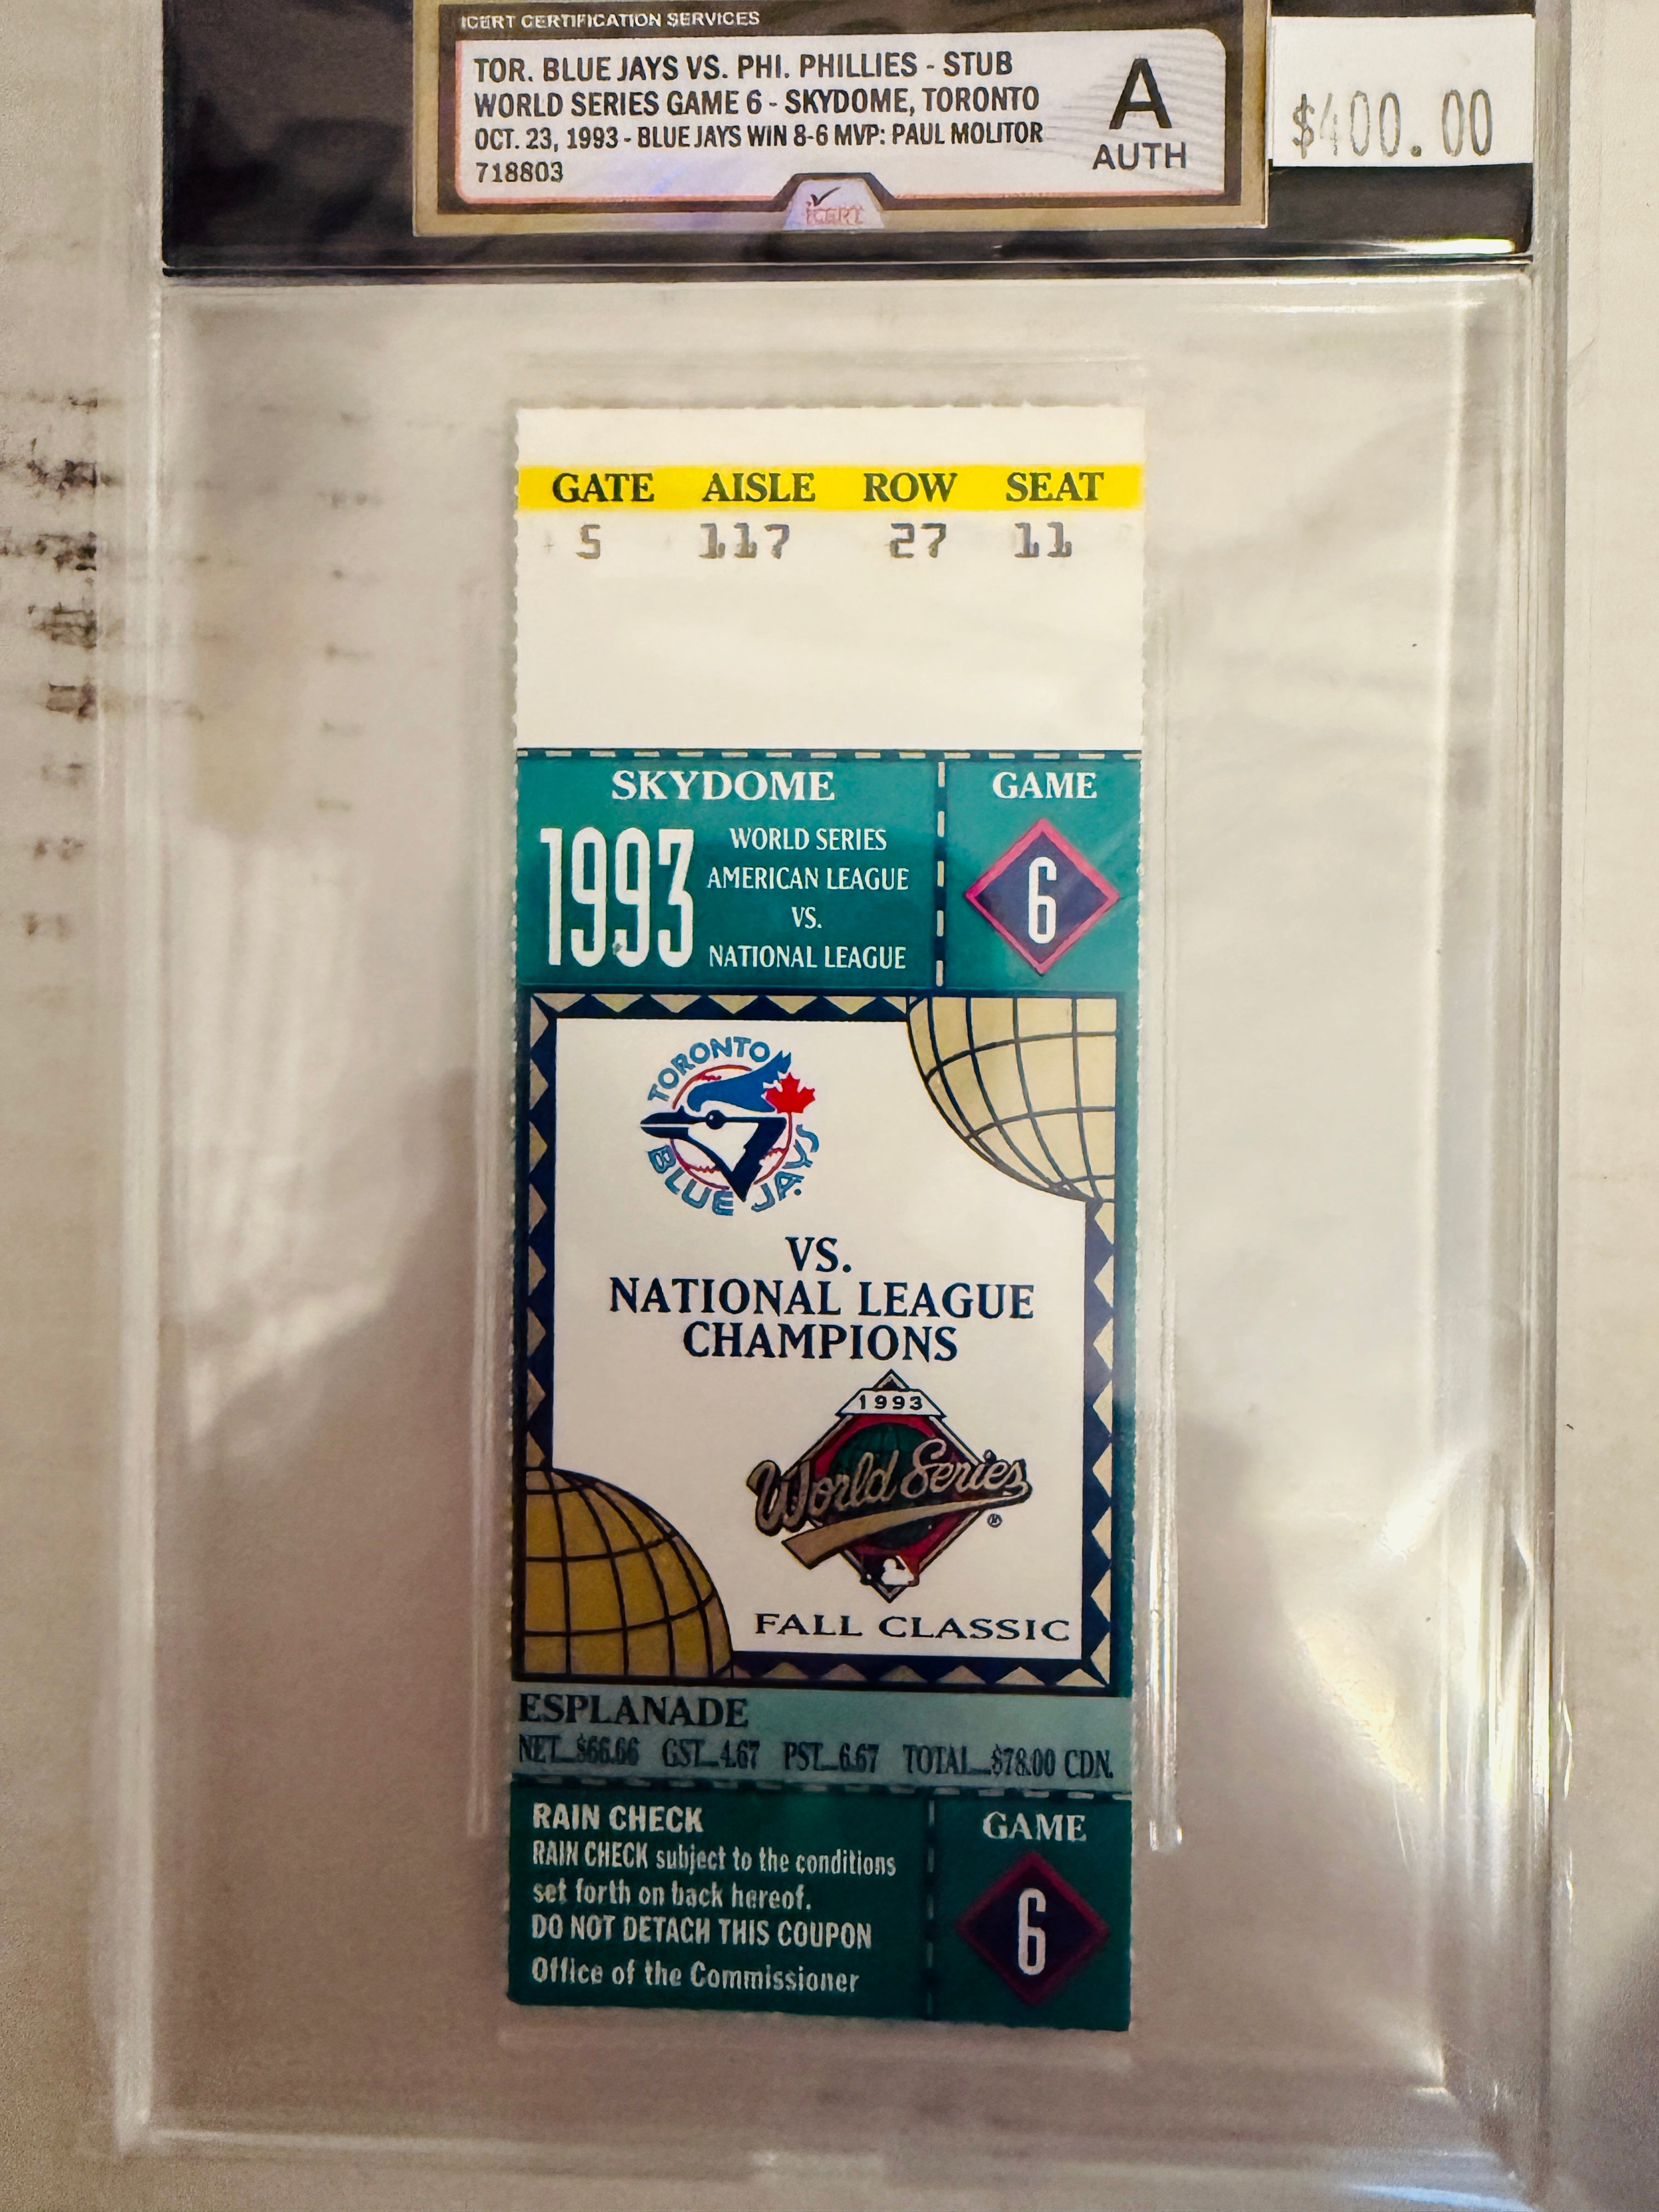 ICERT CERTIFICATION SERVICES
TOR. BLUE JAYS VS. PHI. PHILLIES - STUB
WORLD SERIES GAME 6 - SKYDOME, TORONTO
OCT. 23, 1993 - BLUE JAYS WIN 8-6 MVP: PAUL MOLITOR
718803
A
AUTH
ICERT
$400.00
GATE AISLE ROW SEAT
5 117 27 11
SKYDOME
1993
WORLD SERIES
AMERICAN LEAGUE
VS.
NATIONAL LEAGUE
GAME
6
TORONTO
BLUE JAYS
VS.
NATIONAL LEAGUE
CHAMPIONS
1993
World Series
®
FALL CLASSIC
ESPLANADE
NET...$66.66 GST...4.67 PST...6.67 TOTAL...$78.00 CDN.
RAIN CHECK
RAIN CHECK subject to the conditions
set forth on back hereof.
DO NOT DETACH THIS COUPON
Office of the Commissioner
GAME
6